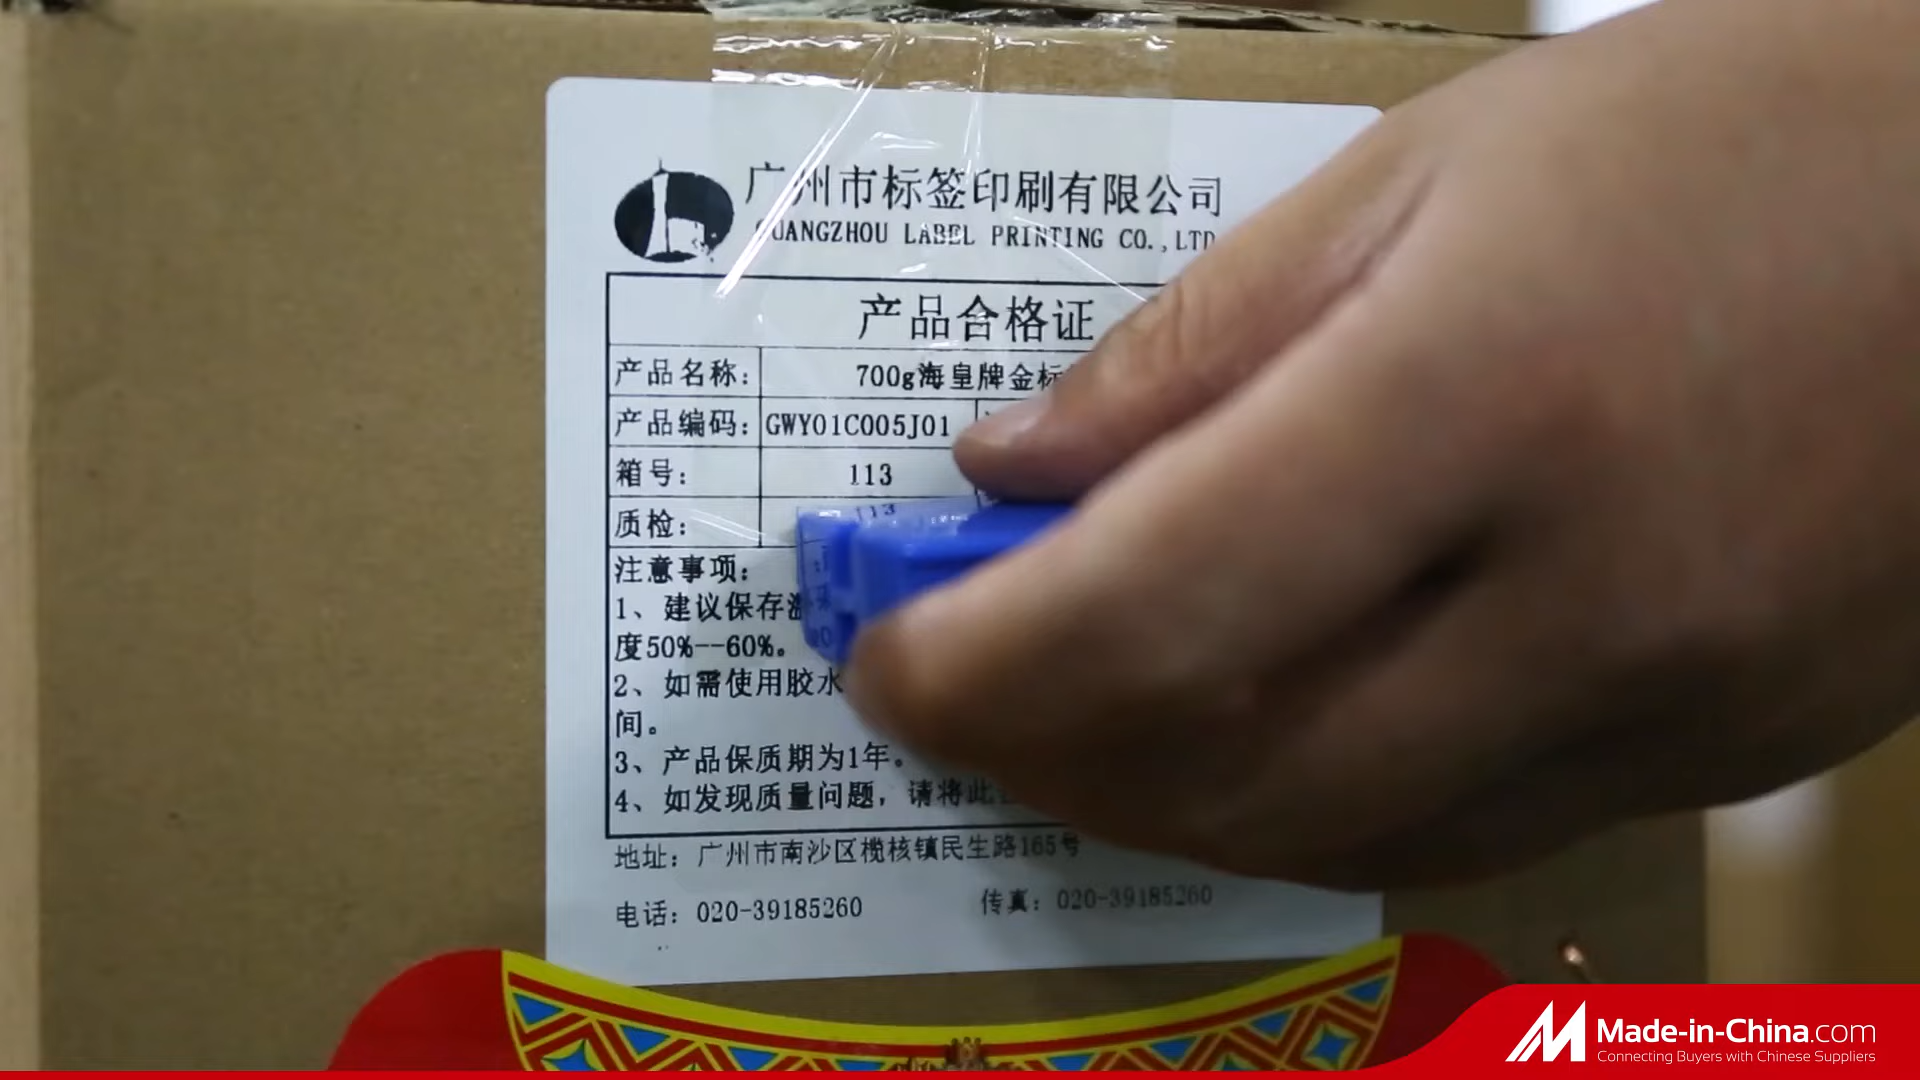 广州市标签印刷有限公司
GUANGZHOU LABEL PRINTING CO.,LTD
产品合格证
产品名称: 700g海皇牌金标
产品编码: GWY01C005J01
箱号: 113
质检: 113
注意事项:
1、建议保存
度50%--60%。
2、如需使用胶水
间。
3、产品保质期为1年。
4、如发现质量问题，请将此
地址: 广州市南沙区榄核镇民生路165号
电话: 020-39185260 传真: 020-39185260
Made-in-China.com
Connecting Buyers with Chinese Suppliers